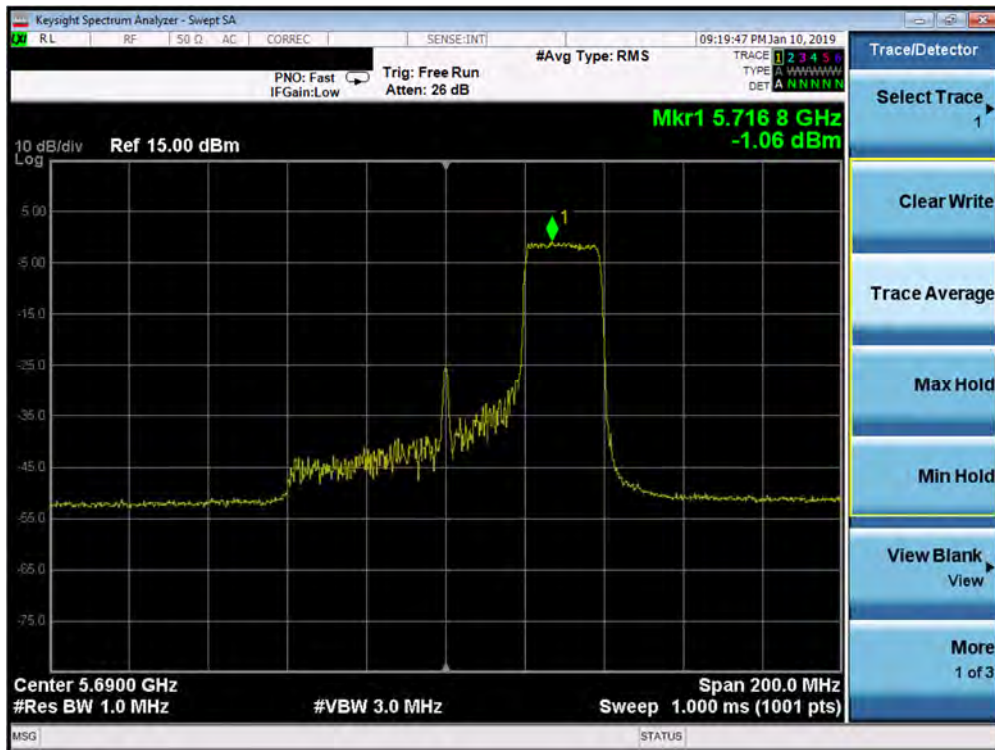 Keysight Spectrum Analyzer - Swept SA
LXI RL RF 50 Ω AC CORREC SENSE:INT 09:19:47 PM Jan 10, 2019
PNO: Fast Trig: Free Run #Avg Type: RMS TRACE 1 2 3 4 5 6
IFGain:Low Atten: 26 dB TYPE A WWWWW
DET A N N N N N
Mkr1 5.716 8 GHz
-1.06 dBm
10 dB/div Ref 15.00 dBm
Log
1
5.00
-5.00
-15.0
-25.0
-35.0
-45.0
-55.0
-65.0
-75.0
Center 5.6900 GHz Span 200.0 MHz
#Res BW 1.0 MHz #VBW 3.0 MHz Sweep 1.000 ms (1001 pts)
MSG STATUS
Trace/Detector
Select Trace
1
Clear Write
Trace Average
Max Hold
Min Hold
View Blank
View
More
1 of 3